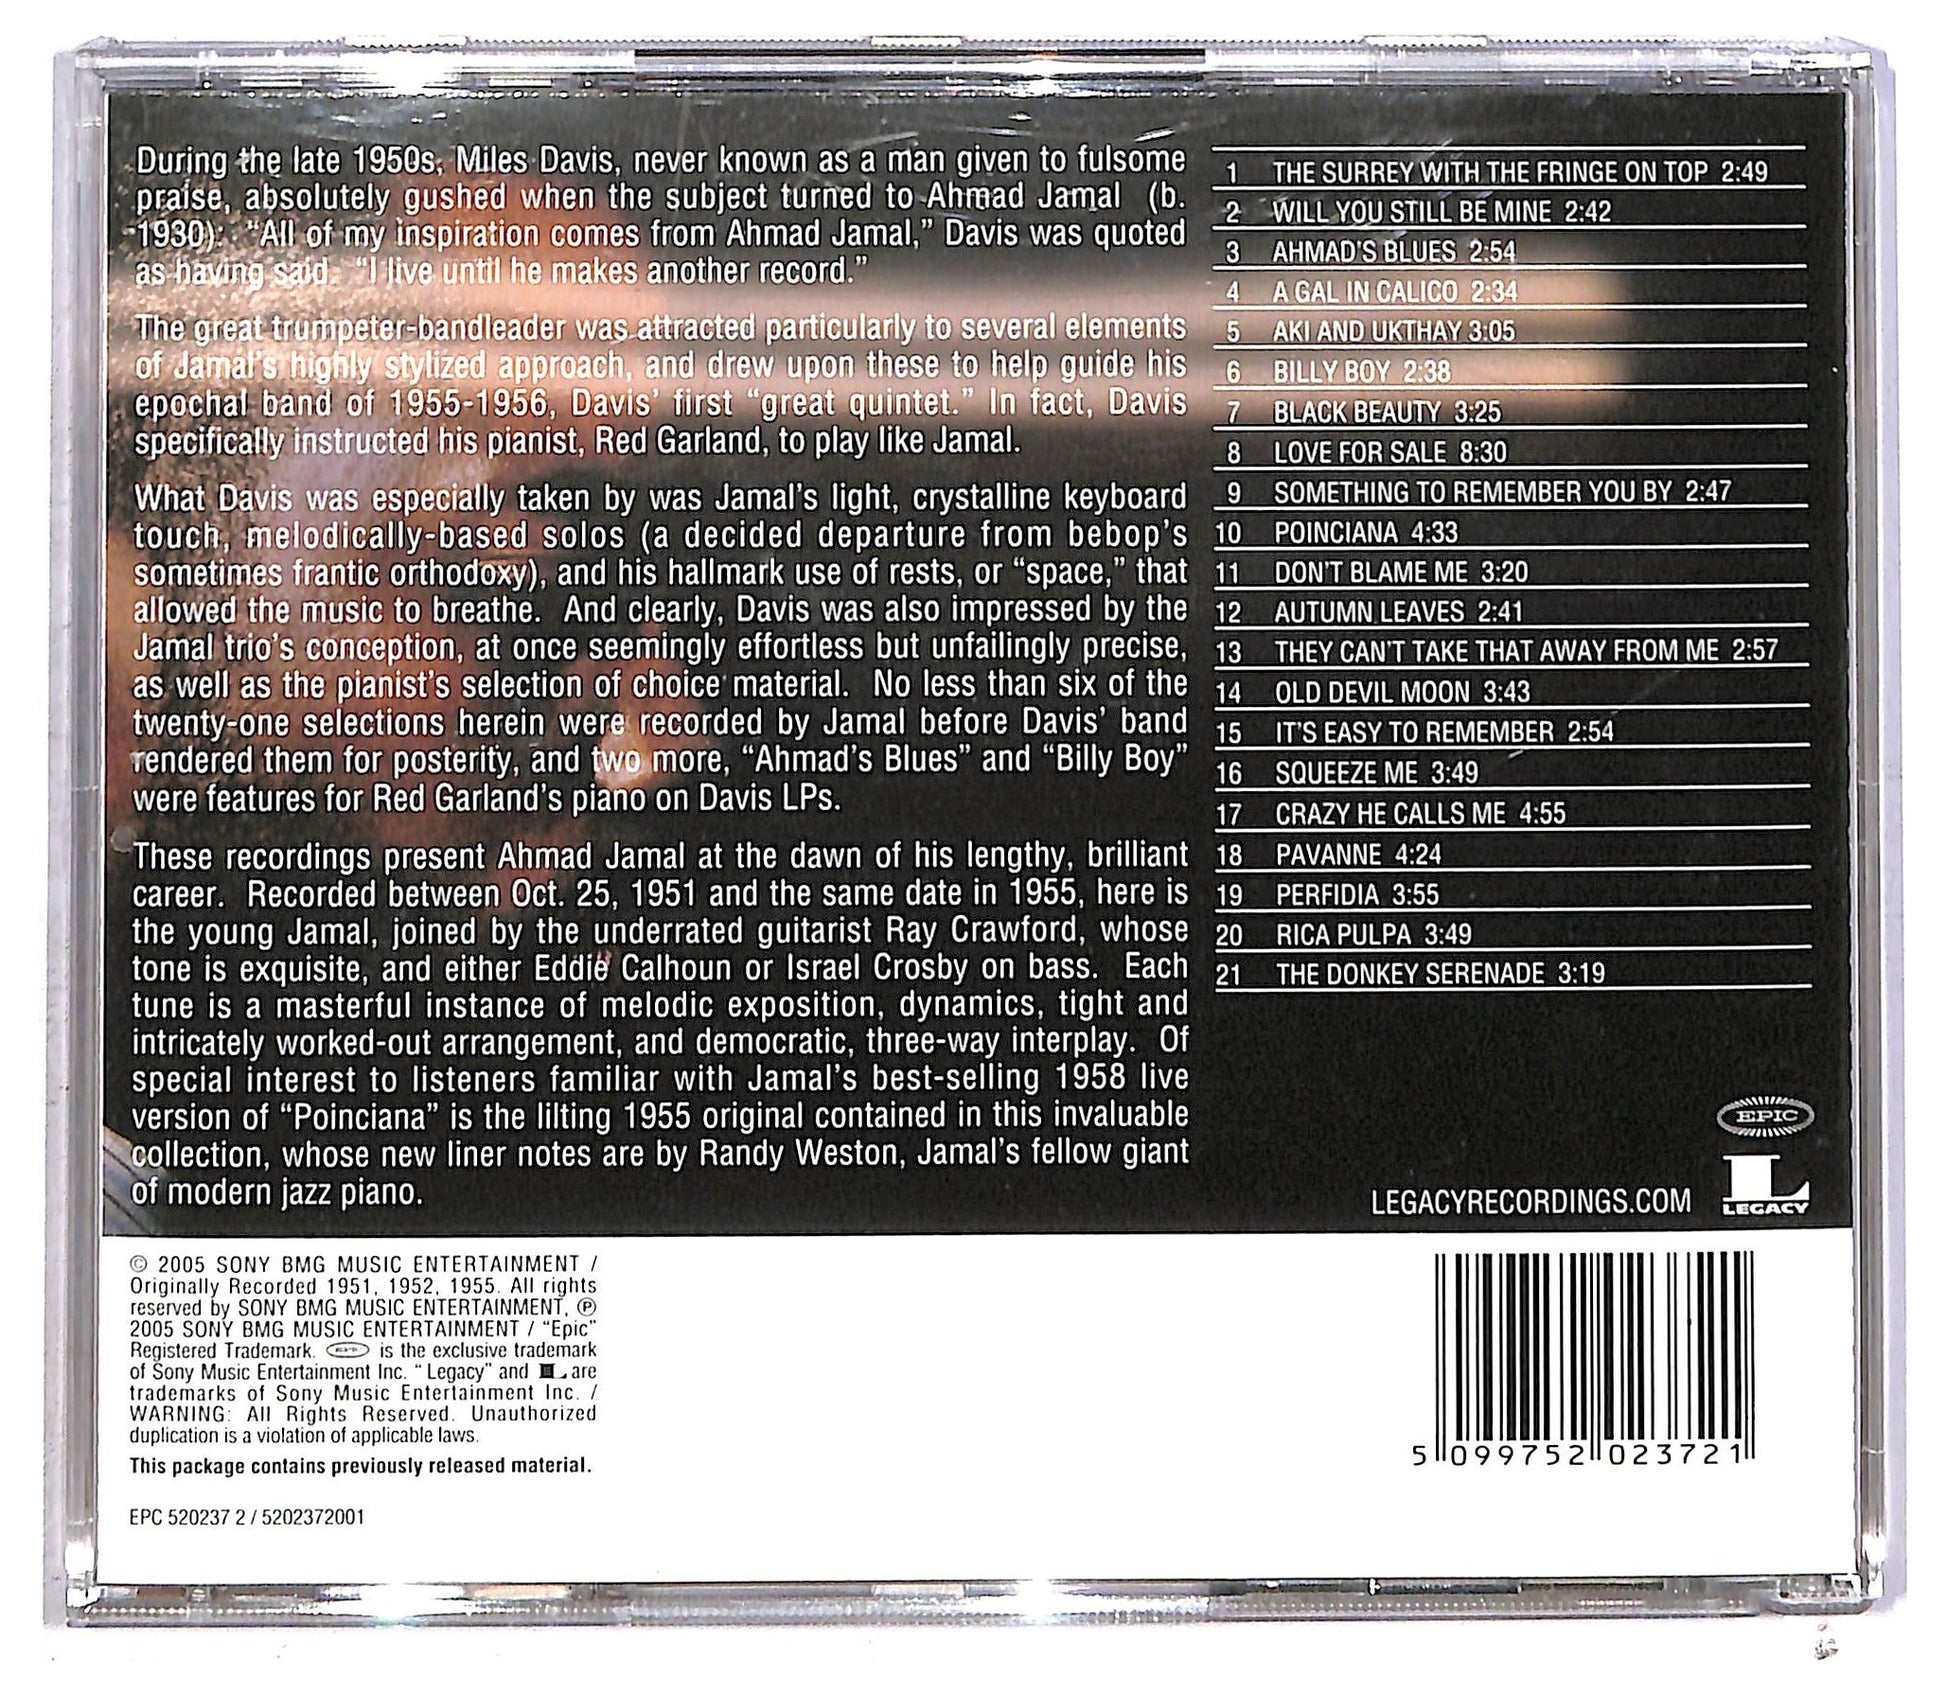 During the late 1950s, Miles Davis, never known as a man given to fulsome
praise, absolutely gushed when the subject turned to Ahmad Jamal (b.
1930): “All of my inspiration comes from Ahmad Jamal,” Davis was quoted
as having said. “I live until he makes another record.”
The great trumpeter-bandleader was attracted particularly to several elements
of Jamal’s highly stylized approach, and drew upon these to help guide his
epochal band of 1955-1956, Davis’ first “great quintet.” In fact, Davis
specifically instructed his pianist, Red Garland, to play like Jamal.
What Davis was especially taken by was Jamal’s light, crystalline keyboard
touch, melodically-based solos (a decided departure from bebop’s
sometimes frantic orthodoxy), and his hallmark use of rests, or “space,” that
allowed the music to breathe. And clearly, Davis was also impressed by the
Jamal trio’s conception, at once seemingly effortless but unfailingly precise,
as well as the pianist’s selection of choice material. No less than six of the
twenty-one selections herein were recorded by Jamal before Davis’ band
rendered them for posterity, and two more, “Ahmad’s Blues” and “Billy Boy”
were features for Red Garland’s piano on Davis LPs.
These recordings present Ahmad Jamal at the dawn of his lengthy, brilliant
career. Recorded between Oct. 25, 1951 and the same date in 1955, here is
the young Jamal, joined by the underrated guitarist Ray Crawford, whose
tone is exquisite, and either Eddie Calhoun or Israel Crosby on bass. Each
tune is a masterful instance of melodic exposition, dynamics, tight and
intricately worked-out arrangement, and democratic, three-way interplay. Of
special interest to listeners familiar with Jamal’s best-selling 1958 live
version of “Poinciana” is the lilting 1955 original contained in this invaluable
collection, whose new liner notes are by Randy Weston, Jamal’s fellow giant
of modern jazz piano.
1 THE SURREY WITH THE FRINGE ON TOP 2:49
2 WILL YOU STILL BE MINE 2:42
3 AHMAD’S BLUES 2:54
4 A GAL IN CALICO 2:34
5 AKI AND UKTHAY 3:05
6 BILLY BOY 2:38
7 BLACK BEAUTY 3:25
8 LOVE FOR SALE 8:30
9 SOMETHING TO REMEMBER YOU BY 2:47
10 POINCIANA 4:33
11 DON’T BLAME ME 3:20
12 AUTUMN LEAVES 2:41
13 THEY CAN’T TAKE THAT AWAY FROM ME 2:57
14 OLD DEVIL MOON 3:43
15 IT’S EASY TO REMEMBER 2:54
16 SQUEEZE ME 3:49
17 CRAZY HE CALLS ME 4:55
18 PAVANNE 4:24
19 PERFIDIA 3:55
20 RICA PULPA 3:49
21 THE DONKEY SERENADE 3:19
EPIC
LEGACYRECORDINGS.COM
L
LEGACY
© 2005 SONY BMG MUSIC ENTERTAINMENT /
Originally Recorded 1951, 1952, 1955. All rights
reserved by SONY BMG MUSIC ENTERTAINMENT, ℗
2005 SONY BMG MUSIC ENTERTAINMENT / “Epic”
Registered Trademark. EPIC is the exclusive trademark
of Sony Music Entertainment Inc. “ Legacy” and L are
trademarks of Sony Music Entertainment Inc. /
WARNING: All Rights Reserved. Unauthorized
duplication is a violation of applicable laws.
This package contains previously released material.
EPC 520237 2 / 5202372001
5 099752 023721